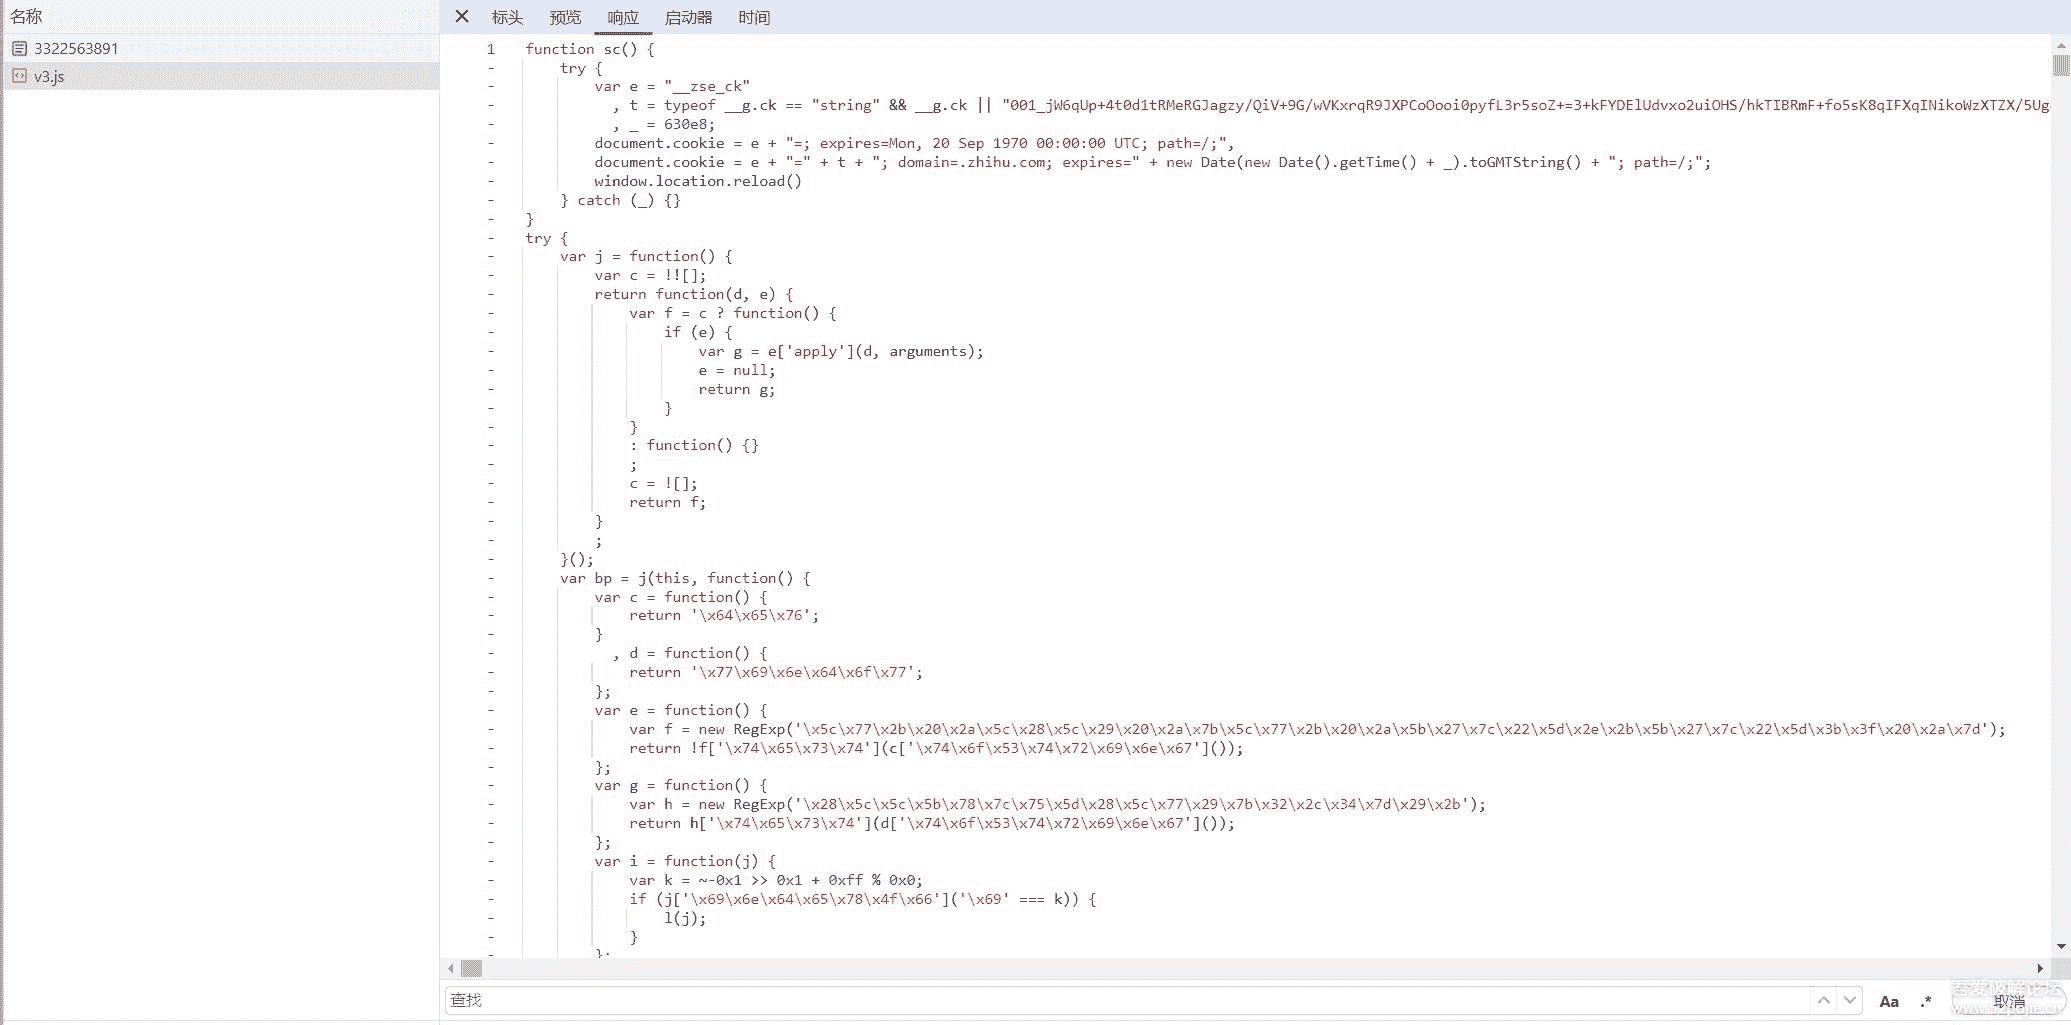 名称
3322563891
v3.js
标头 预览 响应 启动器 时间
1 function sc() {
- try {
- var e = "__zse_ck"
- , t = typeof __g.ck == "string" && __g.ck || "001_jW6qUp+4t0d1tRMeRGJagzy/QiV+9G/wVKxrqR9JXPCoOooi0pyfL3r5soZ+=3+kFYDElUdvxo2uiOHS/hkTIBRmF+fo5sK8qIFXqINikoWzXTZX/5Ug
- , _ = 630e8;
- document.cookie = e + "=; expires=Mon, 20 Sep 1970 00:00:00 UTC; path=/;",
- document.cookie = e + "=" + t + "; domain=.zhihu.com; expires=" + new Date(new Date().getTime() + _).toGMTString() + "; path=/;";
- window.location.reload()
- } catch (_) {}
- }
- try {
- var j = function() {
- var c = !![];
- return function(d, e) {
- var f = c ? function() {
- if (e) {
- var g = e['apply'](d, arguments);
- e = null;
- return g;
- }
- }
- : function() {}
- ;
- c = ![];
- return f;
- }
- ;
- }();
- var bp = j(this, function() {
- var c = function() {
- return '\x64\x65\x76';
- }
- , d = function() {
- return '\x77\x69\x6e\x64\x6f\x77';
- };
- var e = function() {
- var f = new RegExp('\x5c\x77\x2b\x20\x2a\x5c\x28\x5c\x29\x20\x2a\x7b\x5c\x77\x2b\x20\x2a\x5b\x27\x7c\x22\x5d\x2e\x2b\x5b\x27\x7c\x22\x5d\x3b\x3f\x20\x2a\x7d');
- return !f['\x74\x65\x73\x74'](c['\x74\x6f\x53\x74\x72\x69\x6e\x67']());
- };
- var g = function() {
- var h = new RegExp('\x28\x5c\x5c\x5b\x78\x7c\x75\x5d\x28\x5c\x77\x29\x7b\x32\x2c\x34\x7d\x29\x2b');
- return h['\x74\x65\x73\x74'](d['\x74\x6f\x53\x74\x72\x69\x6e\x67']());
- };
- var i = function(j) {
- var k = ~-0x1 >> 0x1 + 0xff % 0x0;
- if (j['\x69\x6e\x64\x65\x78\x4f\x66']('\x69' === k)) {
- l(j);
- }
- };
查找
Aa .* 取消
吾爱破解论坛
www.52pojie.cn